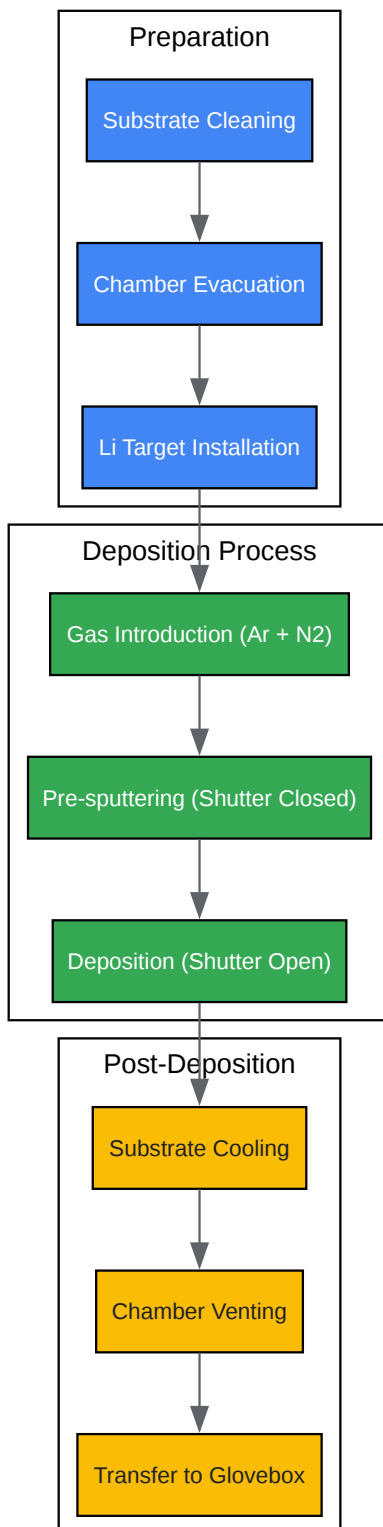 Preparation
Substrate Cleaning
Chamber Evacuation
Li Target Installation
Deposition Process
Gas Introduction (Ar + N2)
Pre-sputtering (Shutter Closed)
Deposition (Shutter Open)
Post-Deposition
Substrate Cooling
Chamber Venting
Transfer to Glovebox